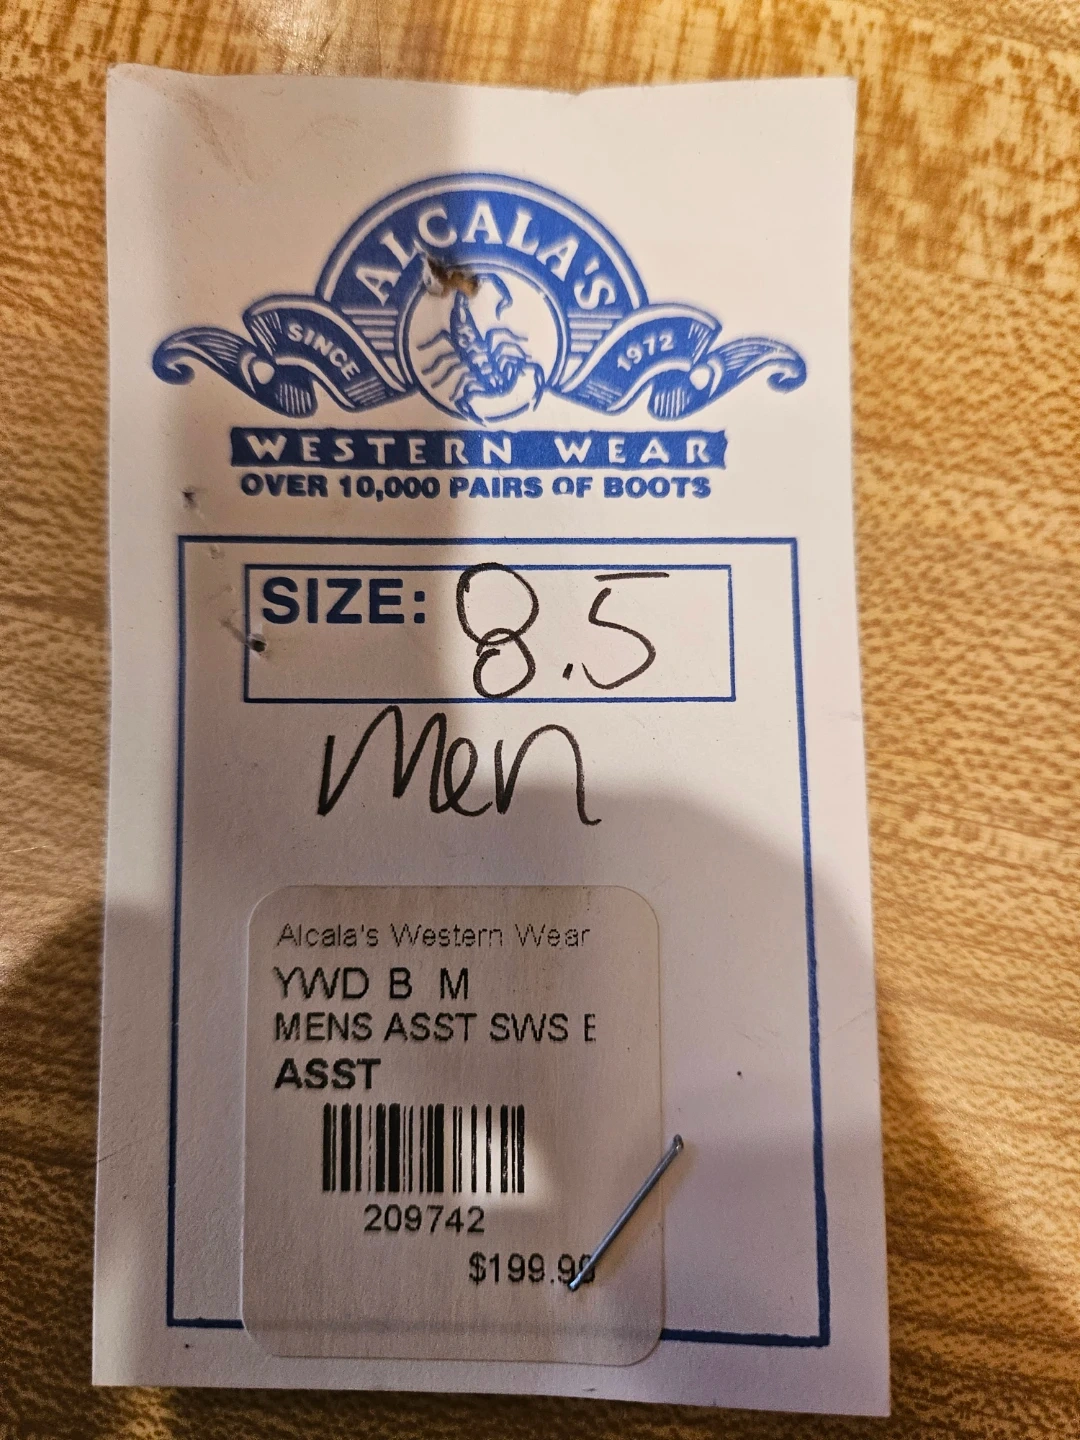 ALCALA'S
SINCE 1972
WESTERN WEAR
OVER 10,000 PAIRS OF BOOTS
SIZE: 8.5
Men
Alcala's Western Wear
YWD B M
MENS ASST SWS E
ASST
209742
$199.99